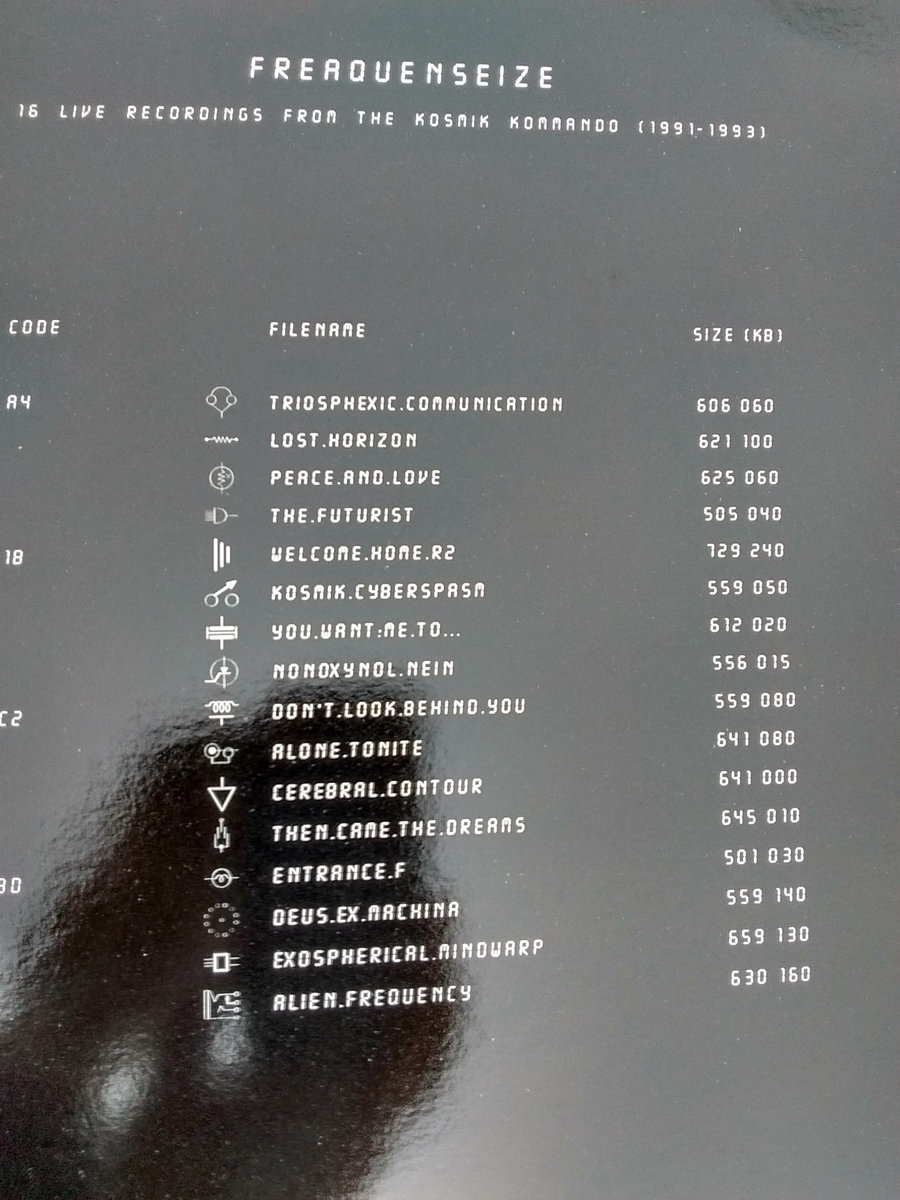 FREAQUENSEIZE
16 LIVE RECORDINGS FROM THE KOSMIK KOMMANDO (1991-1993)
CODE FILENAME SIZE (KB)
A4 TRIOSPHEXIC.COMMUNICATION 606 060
LOST.HORIZON 621 100
PEACE.AND.LOVE 625 060
THE.FUTURIST 505 040
18 WELCOME.HOME.R2 729 240
KOSMIK.CYBERSPASM 559 050
YOU.WANT.ME.TO... 612 020
NONOXYNOL.NEIN 556 015
C2 DON'T.LOOK.BEHIND.YOU 559 080
ALONE.TONITE 641 080
CEREBRAL.CONTOUR 641 000
THEN.CAME.THE.DREAMS 645 010
ENTRANCE.F 501 030
DEUS.EX.MACHINA 559 140
EXOSPHERICAL.MINDWARP 659 130
ALIEN.FREQUENCY 630 160